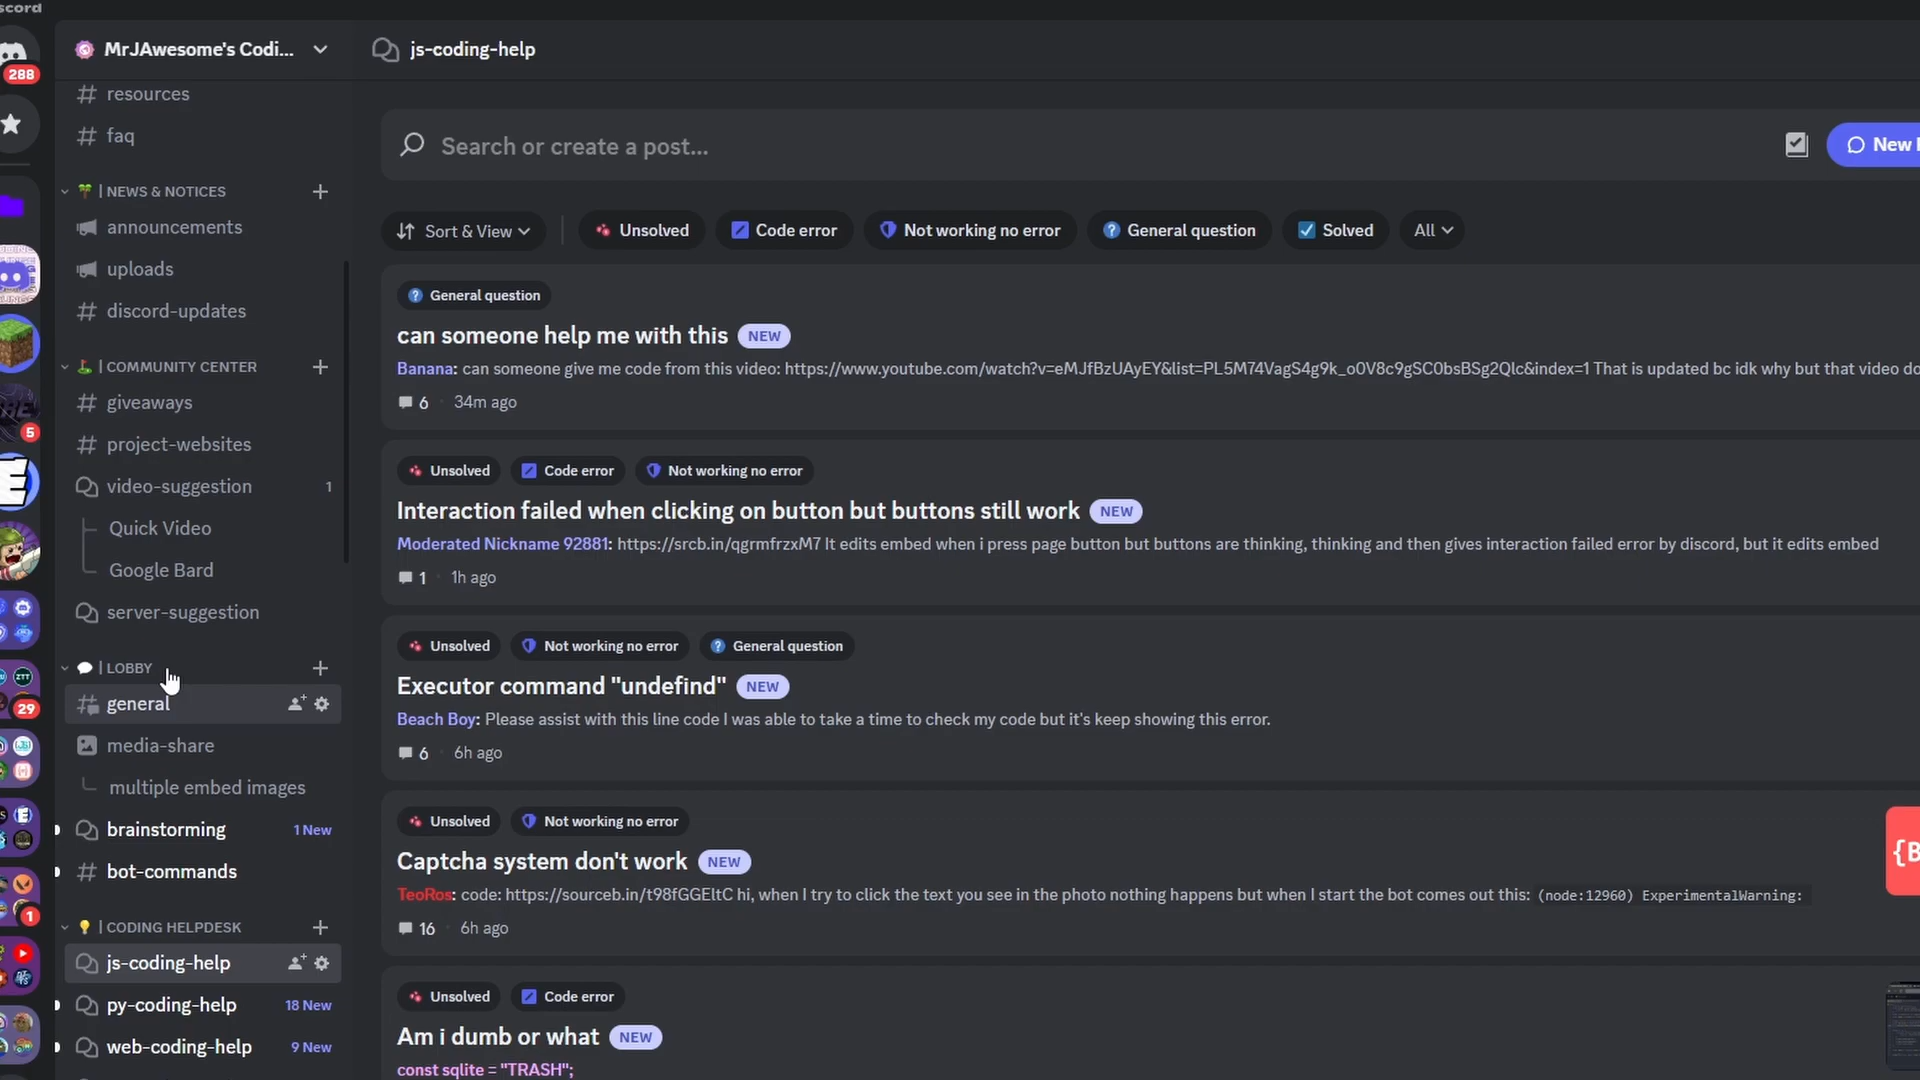 scord
MrJAwesome's Codi...
288
resources
faq
| NEWS & NOTICES
announcements
uploads
discord-updates
| COMMUNITY CENTER
giveaways
5
project-websites
video-suggestion 1
Quick Video
Google Bard
server-suggestion
| LOBBY
general
29
media-share
multiple embed images
brainstorming 1 New
bot-commands
1
| CODING HELPDESK
js-coding-help
py-coding-help 18 New
web-coding-help 9 New
js-coding-help
Search or create a post...
New
Sort & View
Unsolved
Code error
Not working no error
General question
Solved
All
General question
can someone help me with this NEW
Banana: can someone give me code from this video: https://www.youtube.com/watch?v=eMJfBzUAyEY&list=PL5M74VagS4g9k_o0V8c9gSC0bsBSg2Qlc&index=1 That is updated bc idk why but that video do
6 · 34m ago
Unsolved Code error Not working no error
Interaction failed when clicking on button but buttons still work NEW
Moderated Nickname 92881: https://srcb.in/qgrmfrzxM7 It edits embed when i press page button but buttons are thinking, thinking and then gives interaction failed error by discord, but it edits embed
1 · 1h ago
Unsolved Not working no error General question
Executor command "undefind" NEW
Beach Boy: Please assist with this line code I was able to take a time to check my code but it's keep showing this error.
6 · 6h ago
Unsolved Not working no error
Captcha system don't work NEW
TeoRos: code: https://sourceb.in/t98fGGEltC hi, when I try to click the text you see in the photo nothing happens but when I start the bot comes out this: (node:12960) ExperimentalWarning:
16 · 6h ago
{B
Unsolved Code error
Am i dumb or what NEW
const sqlite = "TRASH";